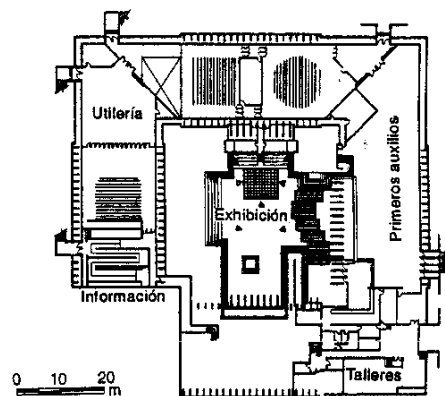 Utilería
Primeros auxilios
Exhibición
Información
Talleres
0 10 20
m